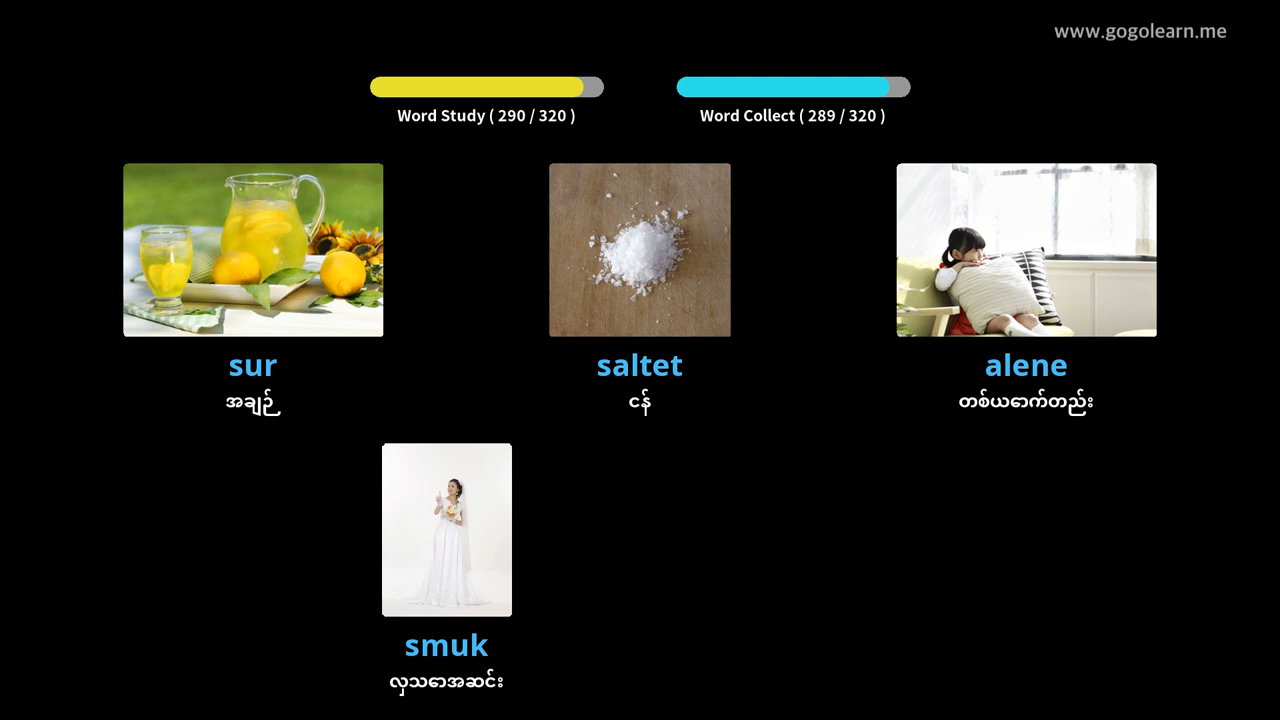 www.gogolearn.me
Word Study ( 290 / 320 )
Word Collect ( 289 / 320 )
sur
saltet
alene
အချဉ်
ငန်
တစ်ယောက်တည်း
smuk
လှသောအဆင်း